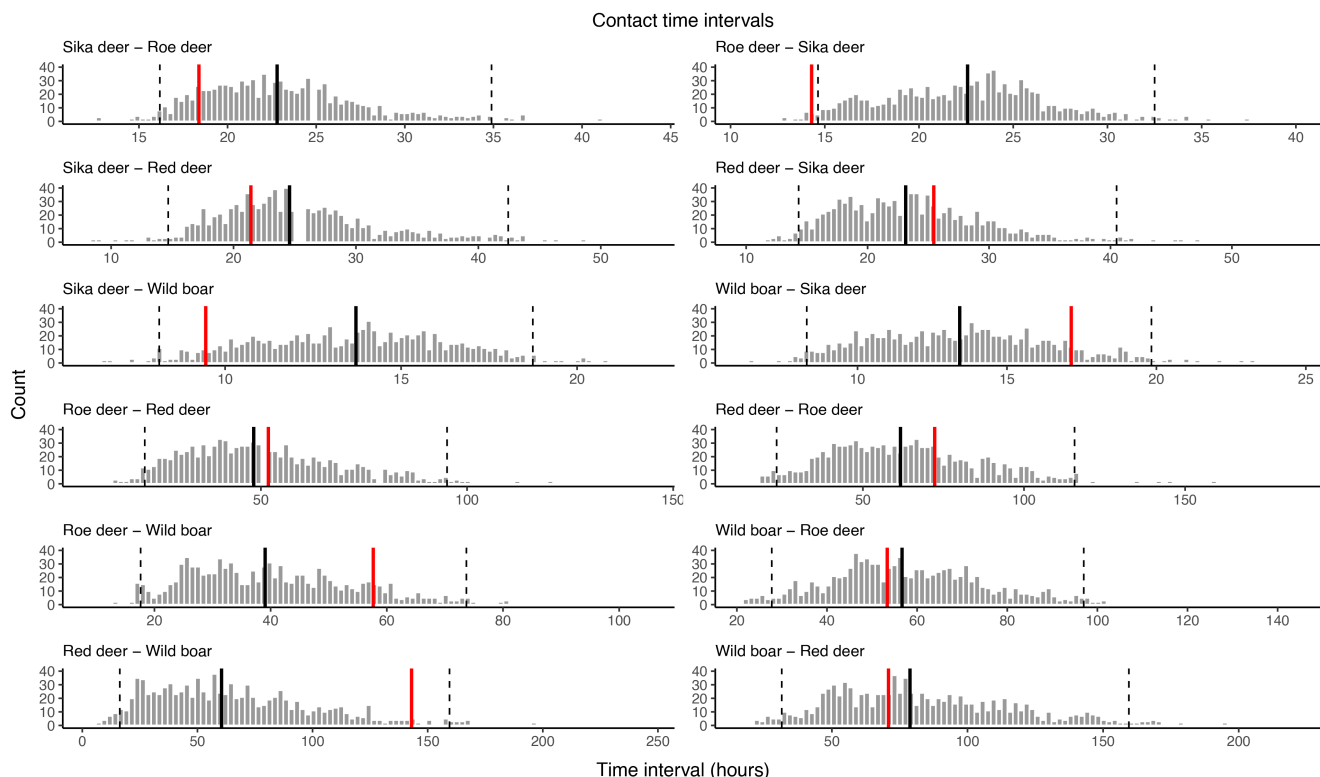 Contact time intervals
Sika deer – Roe deer
40
30
20
10
0
15 20 25 30 35 40 45
Roe deer – Sika deer
40
30
20
10
0
10 15 20 25 30 35 40
Sika deer – Red deer
40
30
20
10
0
10 20 30 40 50
Red deer – Sika deer
40
30
20
10
0
10 20 30 40 50
Sika deer – Wild boar
40
30
20
10
0
10 15 20
Wild boar – Sika deer
40
30
20
10
0
10 15 20 25
Count
Roe deer – Red deer
40
30
20
10
0
50 100 150
Red deer – Roe deer
40
30
20
10
0
50 100 150
Roe deer – Wild boar
40
30
20
10
0
20 40 60 80 100
Wild boar – Roe deer
40
30
20
10
0
20 40 60 80 100 120 140
Red deer – Wild boar
40
30
20
10
0
0 50 100 150 200 250
Wild boar – Red deer
40
30
20
10
0
50 100 150 200
Time interval (hours)